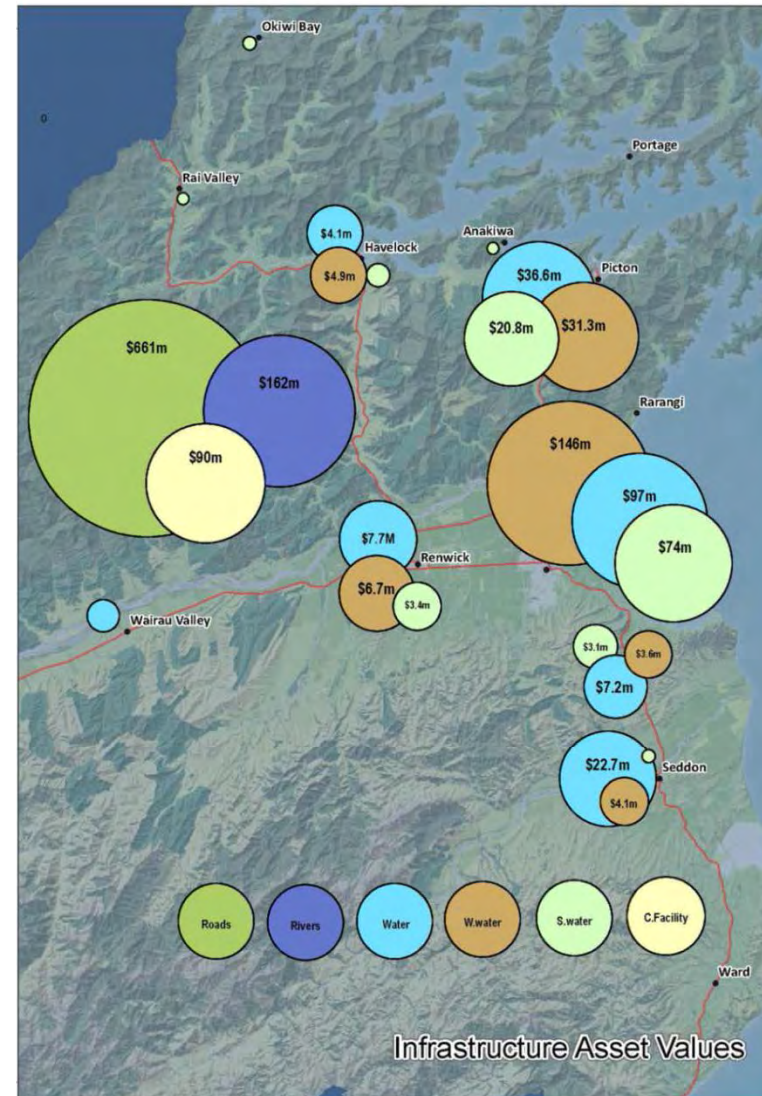 Okiwi Bay
0
Portage
Rai Valley
$4.1m
Anakiwa
Havelock
$4.9m
$36.6m
Picton
$20.8m
$31.3m
$661m
$162m
Rarangi
$146m
$90m
$97m
$7.7M
$74m
Renwick
$6.7m
$3.4m
Wairau Valley
$3.1m
$3.6m
$7.2m
$22.7m
Seddon
$4.1m
Roads
Rivers
Water
W.water
S.water
C.Facility
Ward
Infrastructure Asset Values